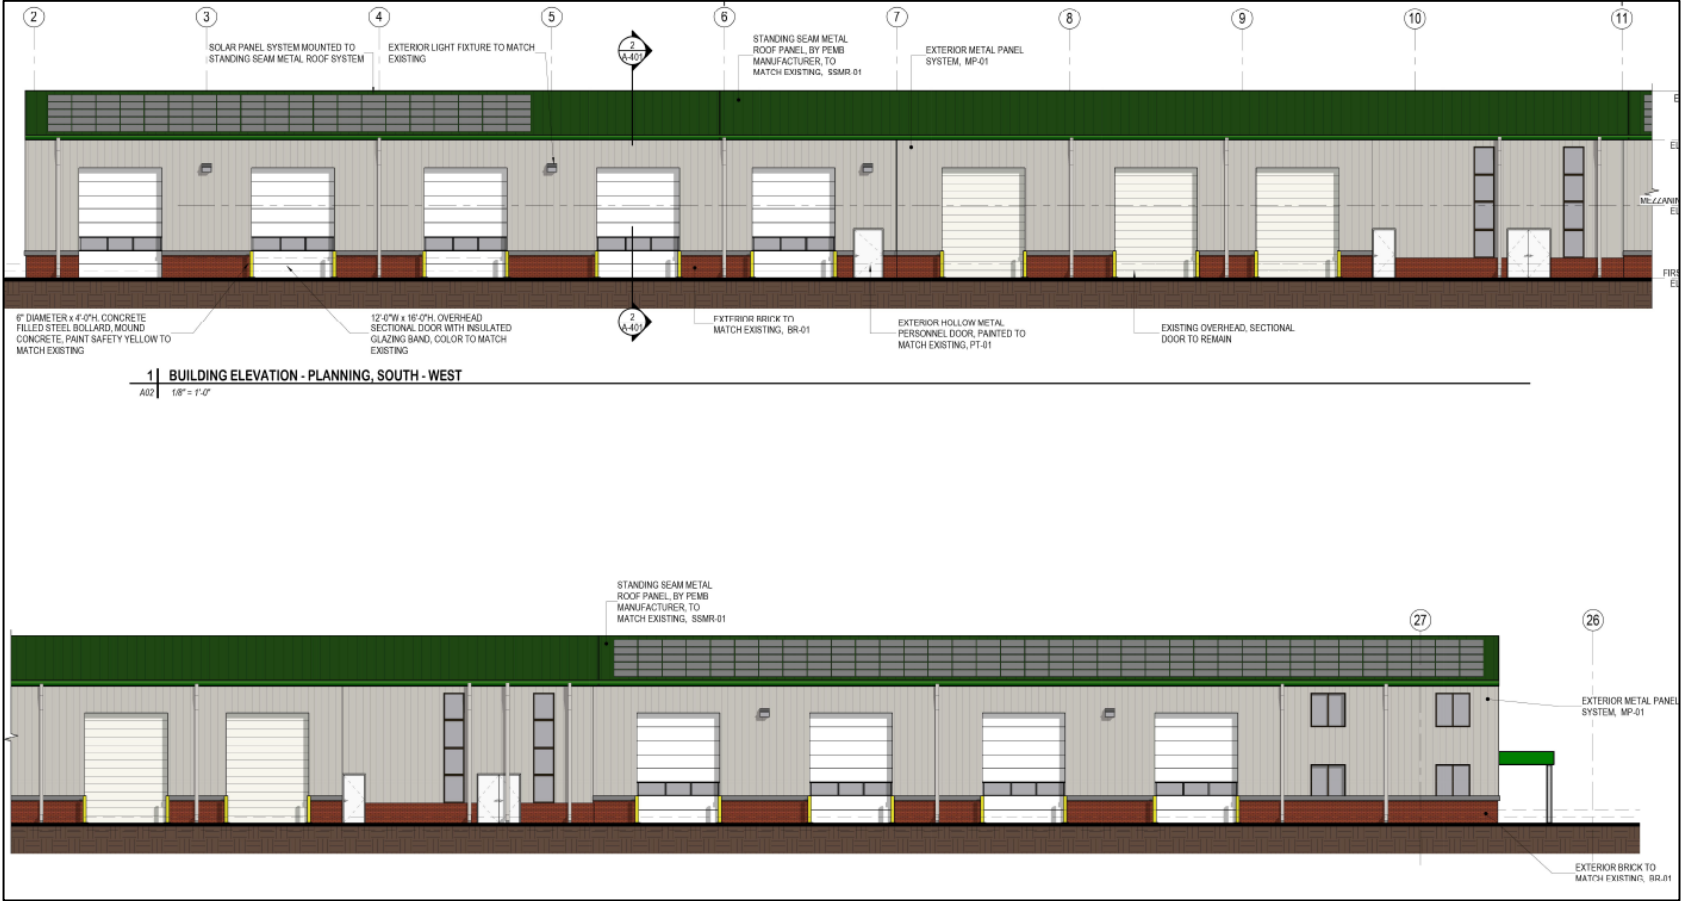 2 3 4 5 6 7 8 9 10 11
SOLAR PANEL SYSTEM MOUNTED TO
STANDING SEAM METAL ROOF SYSTEM
EXTERIOR LIGHT FIXTURE TO MATCH
EXISTING
2
A-401
STANDING SEAM METAL
ROOF PANEL, BY PEMB
MANUFACTURER, TO
MATCH EXISTING, SSMR-01
EXTERIOR METAL PANEL
SYSTEM, MP-01
E
EL
MEZZANIN
EL
FIRS
EL
6" DIAMETER x 4'-0"H. CONCRETE
FILLED STEEL BOLLARD, MOUND
CONCRETE, PAINT SAFETY YELLOW TO
MATCH EXISTING
12'-0"W x 16'-0"H. OVERHEAD
SECTIONAL DOOR WITH INSULATED
GLAZING BAND, COLOR TO MATCH
EXISTING
2
A-401
EXTERIOR BRICK TO
MATCH EXISTING, BR-01
EXTERIOR HOLLOW METAL
PERSONNEL DOOR, PAINTED TO
MATCH EXISTING, PT-01
EXISTING OVERHEAD, SECTIONAL
DOOR TO REMAIN
1 BUILDING ELEVATION - PLANNING, SOUTH - WEST
A02 1/8" = 1'-0"
STANDING SEAM METAL
ROOF PANEL, BY PEMB
MANUFACTURER, TO
MATCH EXISTING, SSMR-01
27 26
EXTERIOR METAL PANEL
SYSTEM, MP-01
EXTERIOR BRICK TO
MATCH EXISTING, BR-01